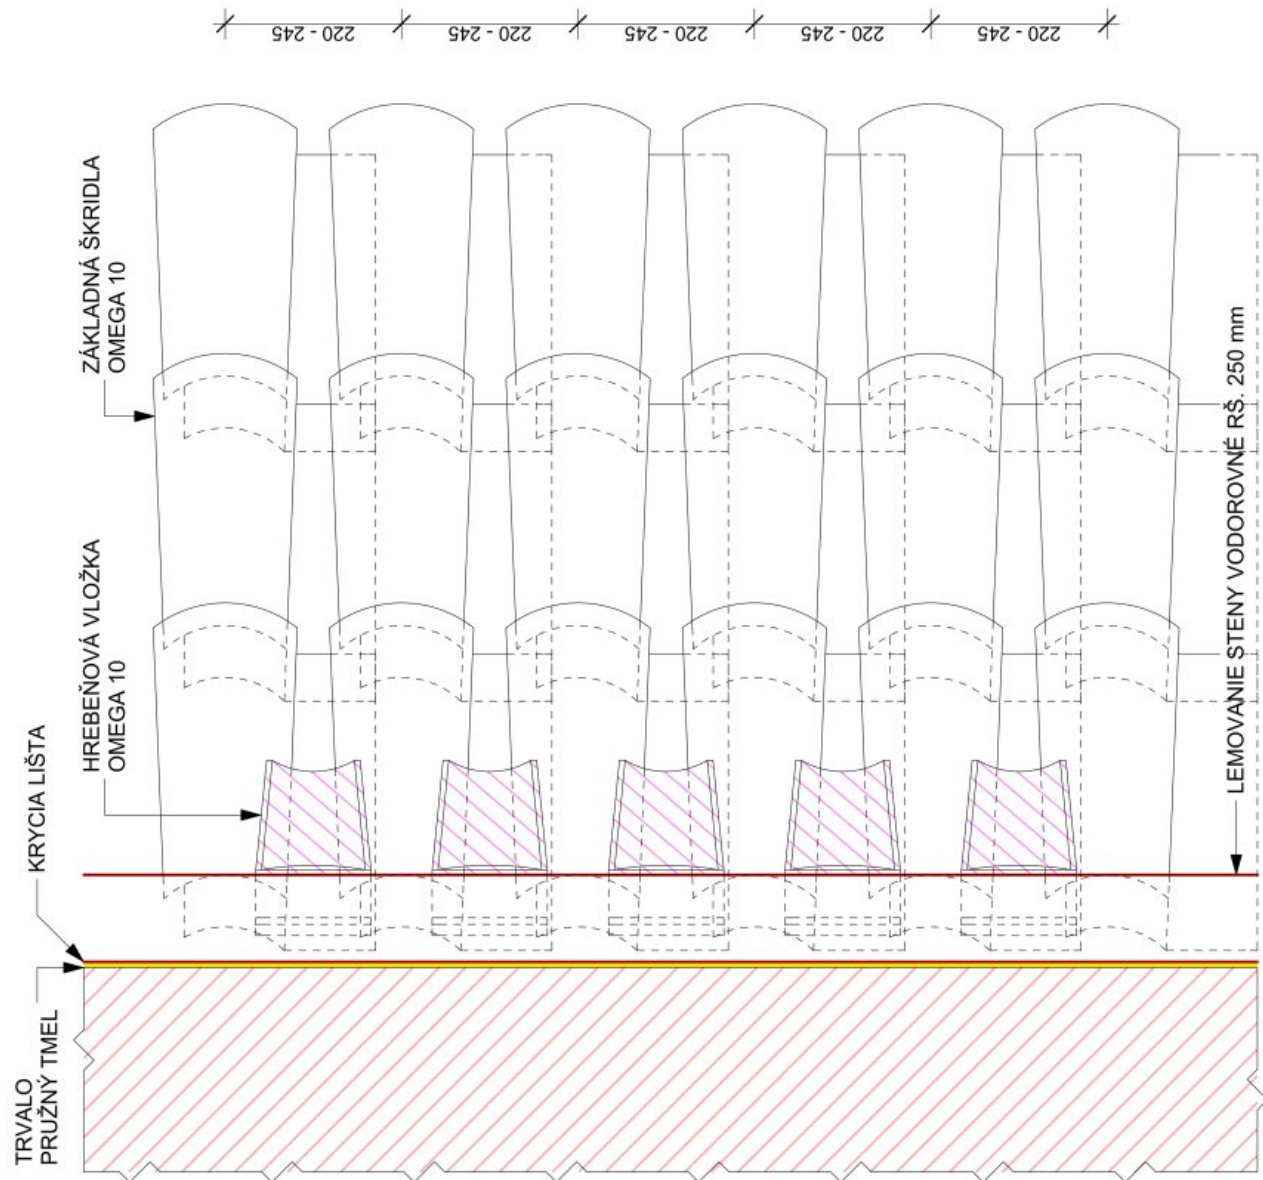 220 - 245
220 - 245
220 - 245
220 - 245
220 - 245
ZÁKLADNÁ ŠKRIDLA
OMEGA 10
HREBEŇOVÁ VLOŽKA
OMEGA 10
KRYCIA LIŠTA
TRVALO
PRUŽNÝ TMEL
LEMOVANIE STENY VODOROVNÉ RŠ. 250 mm